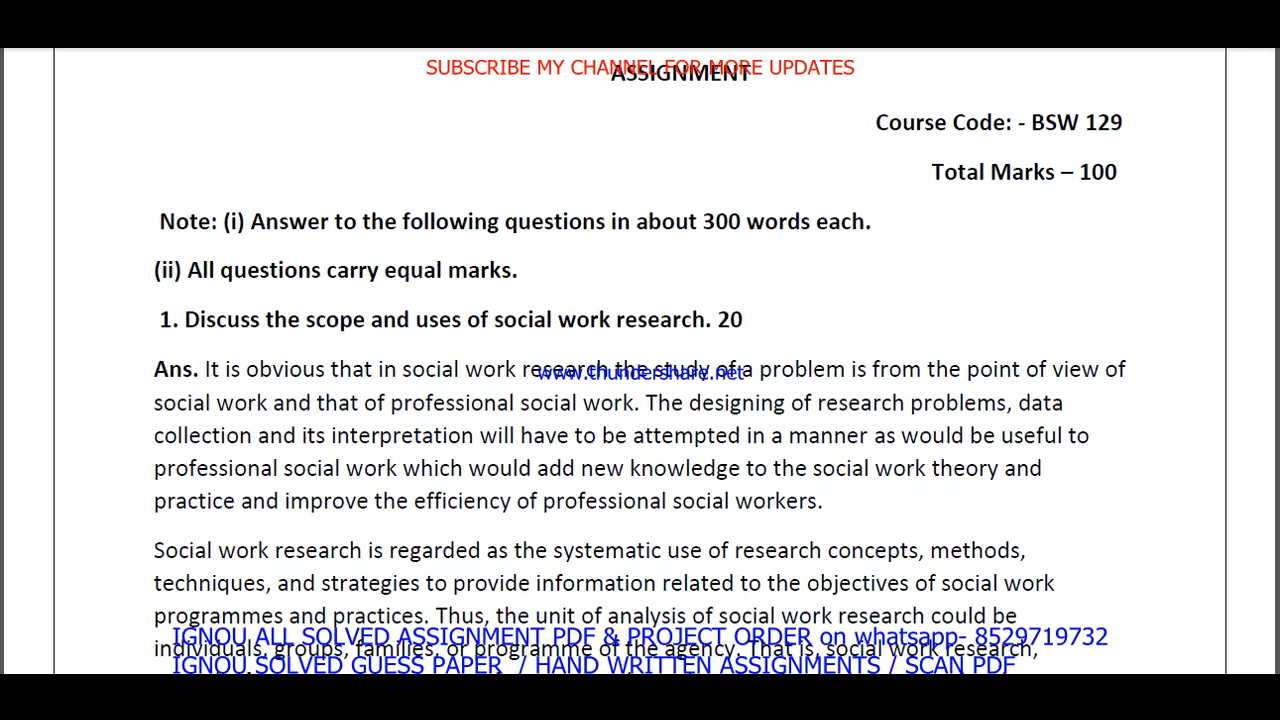 SUBSCRIBE MY CHANNEL FOR MORE UPDATES
ASSIGNMENT
Course Code: - BSW 129
Total Marks – 100
Note: (i) Answer to the following questions in about 300 words each.
(ii) All questions carry equal marks.
1. Discuss the scope and uses of social work research. 20
Ans. It is obvious that in social work research the study of a problem is from the point of view of
www.thundershare.net
social work and that of professional social work. The designing of research problems, data
collection and its interpretation will have to be attempted in a manner as would be useful to
professional social work which would add new knowledge to the social work theory and
practice and improve the efficiency of professional social workers.
Social work research is regarded as the systematic use of research concepts, methods,
techniques, and strategies to provide information related to the objectives of social work
programmes and practices. Thus, the unit of analysis of social work research could be
IGNOU ALL SOLVED ASSIGNMENT PDF & PROJECT ORDER on whatsapp- 8529719732
individuals, groups, families, or programme of the agency. That is, social work research,
IGNOU SOLVED GUESS PAPER / HAND WRITTEN ASSIGNMENTS / SCAN PDF